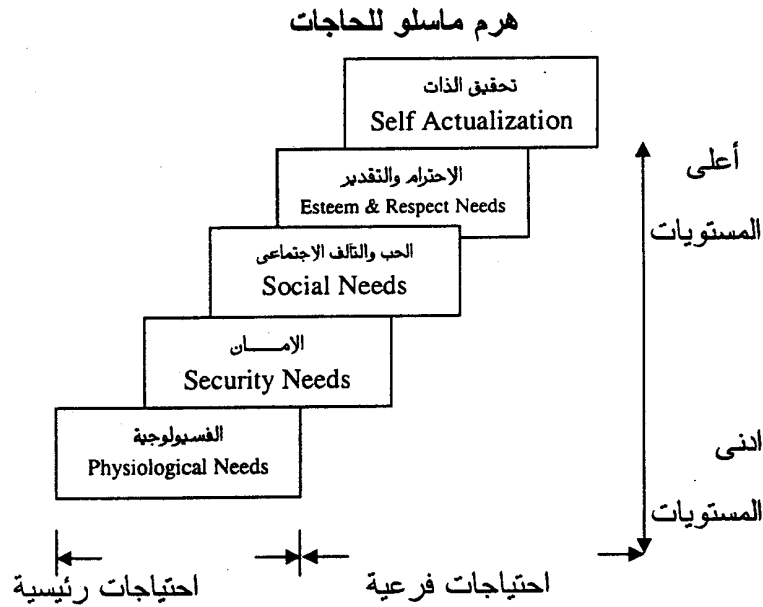 هرم ماسلو للحاجات
تحقيق الذات
Self Actualization
أعلى
المستويات
الاحترام والتقدير
Esteem & Respect Needs
الحب والتآلف الاجتماعى
Social Needs
الامـــــان
Security Needs
الفسيولوجية
Physiological Needs
ادنى
المستويات
احتياجات رئيسية
احتياجات فرعية